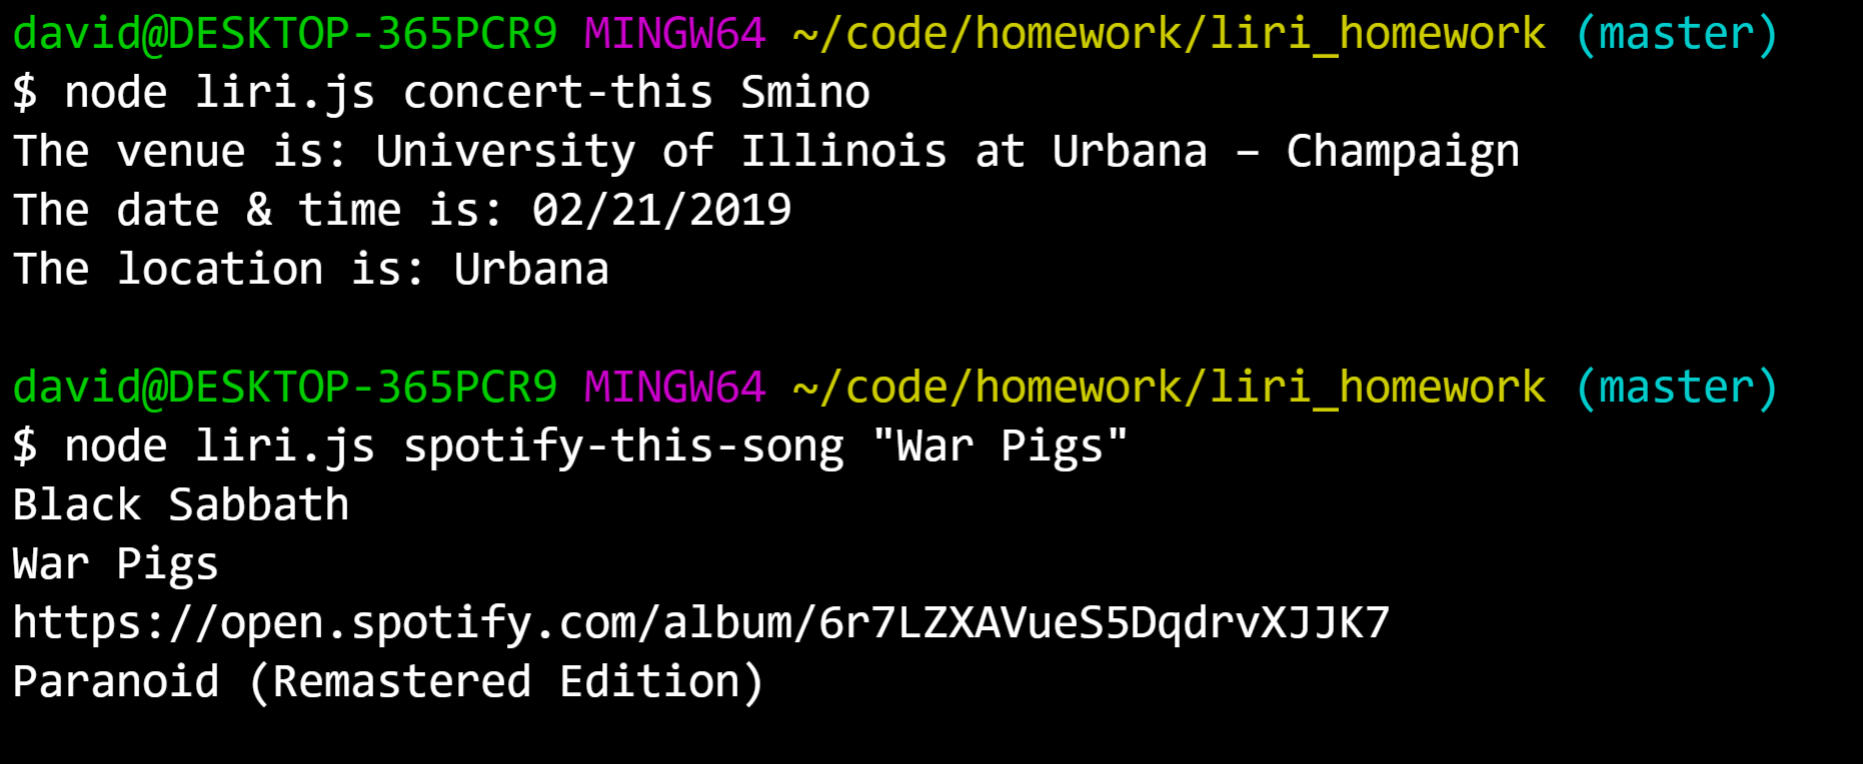 david@DESKTOP-365PCR9 MINGW64 ~/code/homework/liri_homework (master)
$ node liri.js concert-this Smino
The venue is: University of Illinois at Urbana – Champaign
The date & time is: 02/21/2019
The location is: Urbana
david@DESKTOP-365PCR9 MINGW64 ~/code/homework/liri_homework (master)
$ node liri.js spotify-this-song "War Pigs"
Black Sabbath
War Pigs
https://open.spotify.com/album/6r7LZXAVueS5DqdrvXJJK7
Paranoid (Remastered Edition)